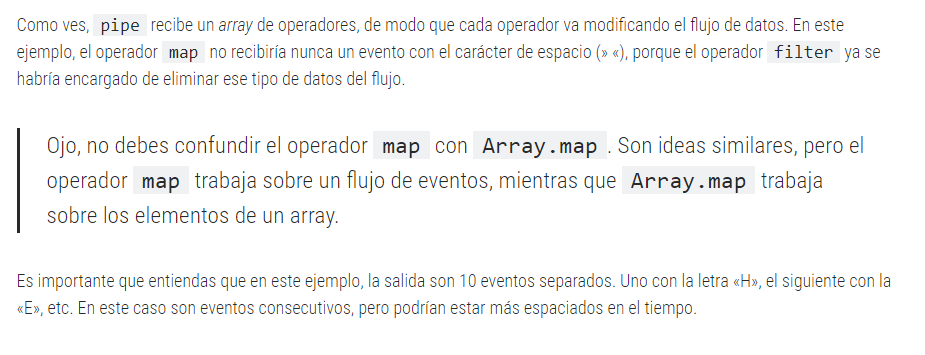 Como ves, pipe recibe un array de operadores, de modo que cada operador va modificando el flujo de datos. En este
ejemplo, el operador map no recibiría nunca un evento con el carácter de espacio (» «), porque el operador filter ya se
habría encargado de eliminar ese tipo de datos del flujo.
Ojo, no debes confundir el operador map con Array.map. Son ideas similares, pero el
operador map trabaja sobre un flujo de eventos, mientras que Array.map trabaja
sobre los elementos de un array.
Es importante que entiendas que en este ejemplo, la salida son 10 eventos separados. Uno con la letra «H», el siguiente con la
«E», etc. En este caso son eventos consecutivos, pero podrían estar más espaciados en el tiempo.